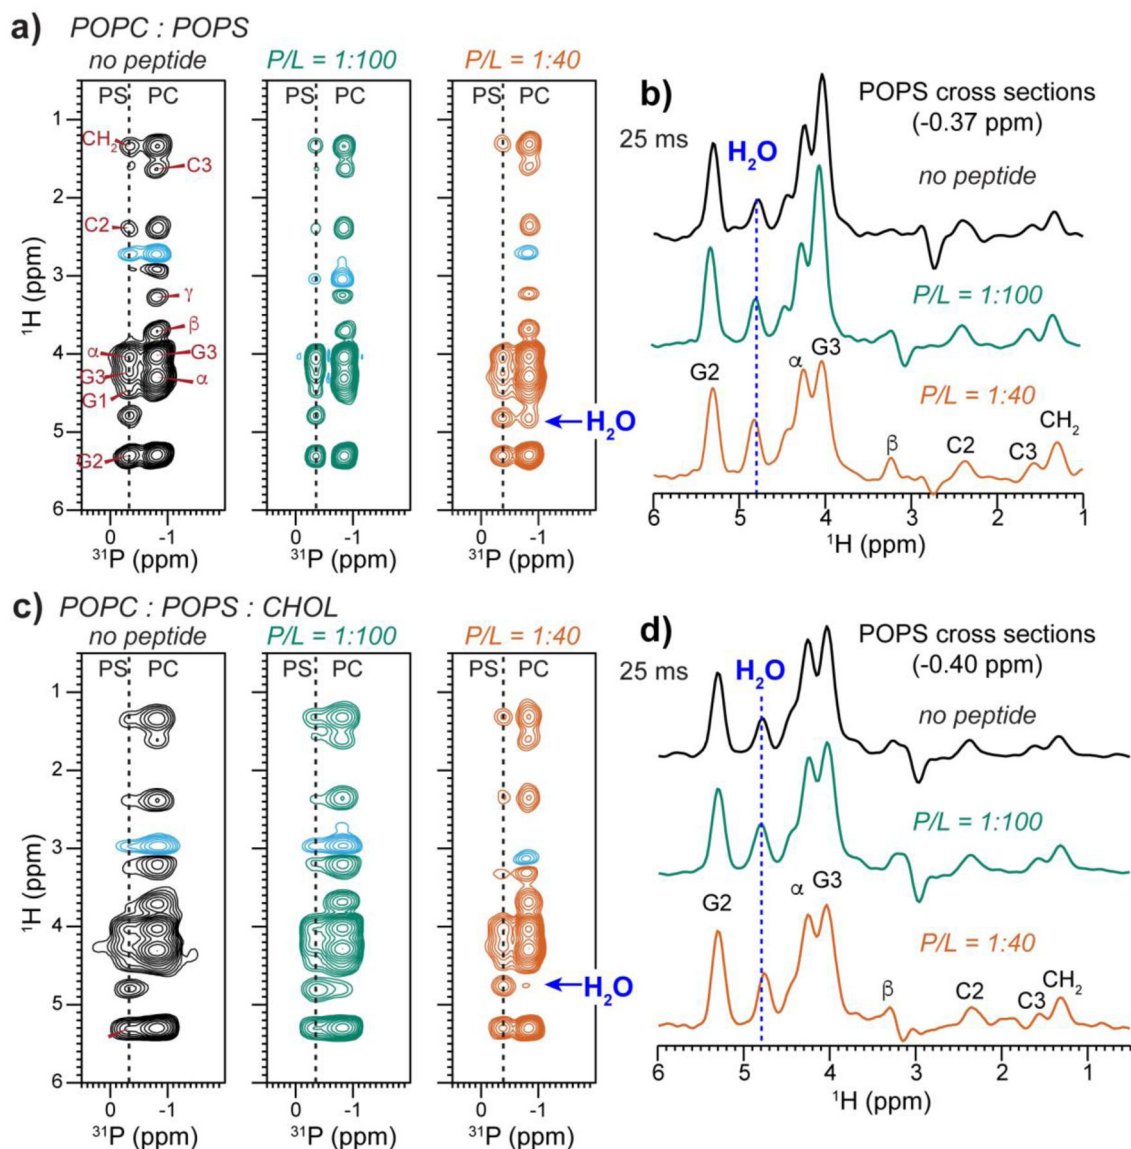 a) POPC : POPS
no peptide P/L = 1:100 P/L = 1:40
PS PC PS PC PS PC
1
2
3
4
5
6
¹H (ppm)
CH₂
C3
C2
γ
β
α
G3
G3
α
G1
G2
H₂O
0 -1 0 -1 0 -1
³¹P (ppm) ³¹P (ppm) ³¹P (ppm)
b)
POPS cross sections
(-0.37 ppm)
25 ms
H₂O
no peptide
P/L = 1:100
P/L = 1:40
G2
α
G3
β
C2
C3
CH₂
6 5 4 3 2 1
¹H (ppm)
c) POPC : POPS : CHOL
no peptide P/L = 1:100 P/L = 1:40
PS PC PS PC PS PC
1
2
3
4
5
6
¹H (ppm)
H₂O
0 -1 0 -1 0 -1
³¹P (ppm) ³¹P (ppm) ³¹P (ppm)
d)
POPS cross sections
(-0.40 ppm)
25 ms
H₂O
no peptide
P/L = 1:100
P/L = 1:40
G2
α
G3
β
C2
C3
CH₂
6 5 4 3 2 1
¹H (ppm)